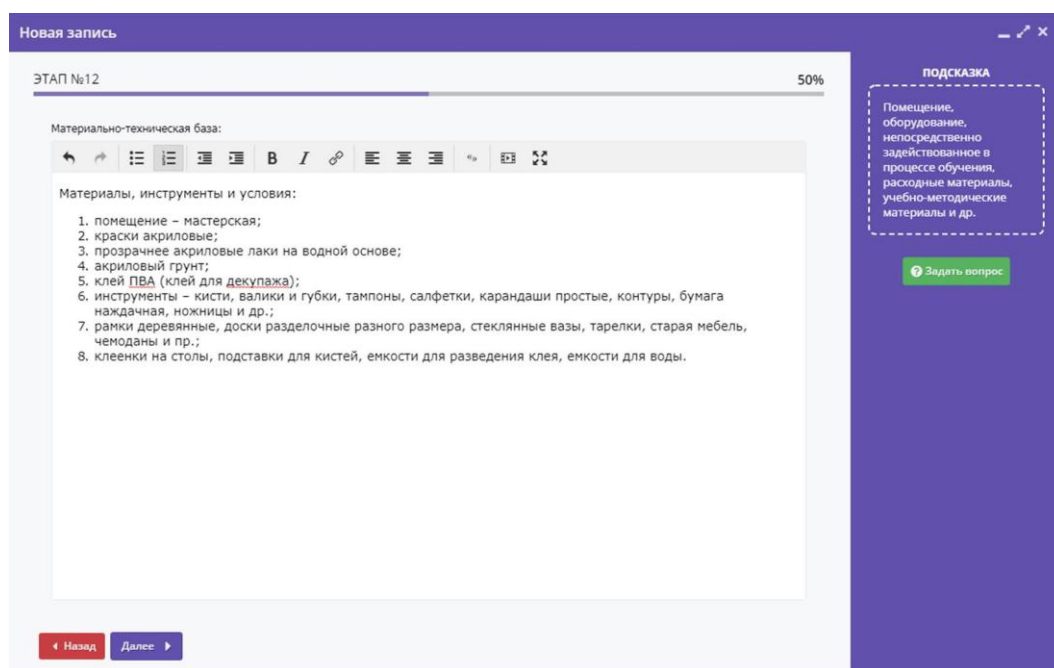 Новая запись
ЭТАП №12
50%
Материально-техническая база:
Материалы, инструменты и условия:
1. помещение – мастерская;
2. краски акриловые;
3. прозрачнее акриловые лаки на водной основе;
4. акриловый грунт;
5. клей ПВА (клей для декупажа);
6. инструменты – кисти, валики и губки, тампоны, салфетки, карандаши простые, контуры, бумага
наждачная, ножницы и др.;
7. рамки деревянные, доски разделочные разного размера, стеклянные вазы, тарелки, старая мебель,
чемоданы и пр.;
8. клеенки на столы, подставки для кистей, емкости для разведения клея, емкости для воды.
Назад
Далее
ПОДСКАЗКА
Помещение,
оборудование,
непосредственно
задействованное в
процессе обучения,
расходные материалы,
учебно-методические
материалы и др.
Задать вопрос